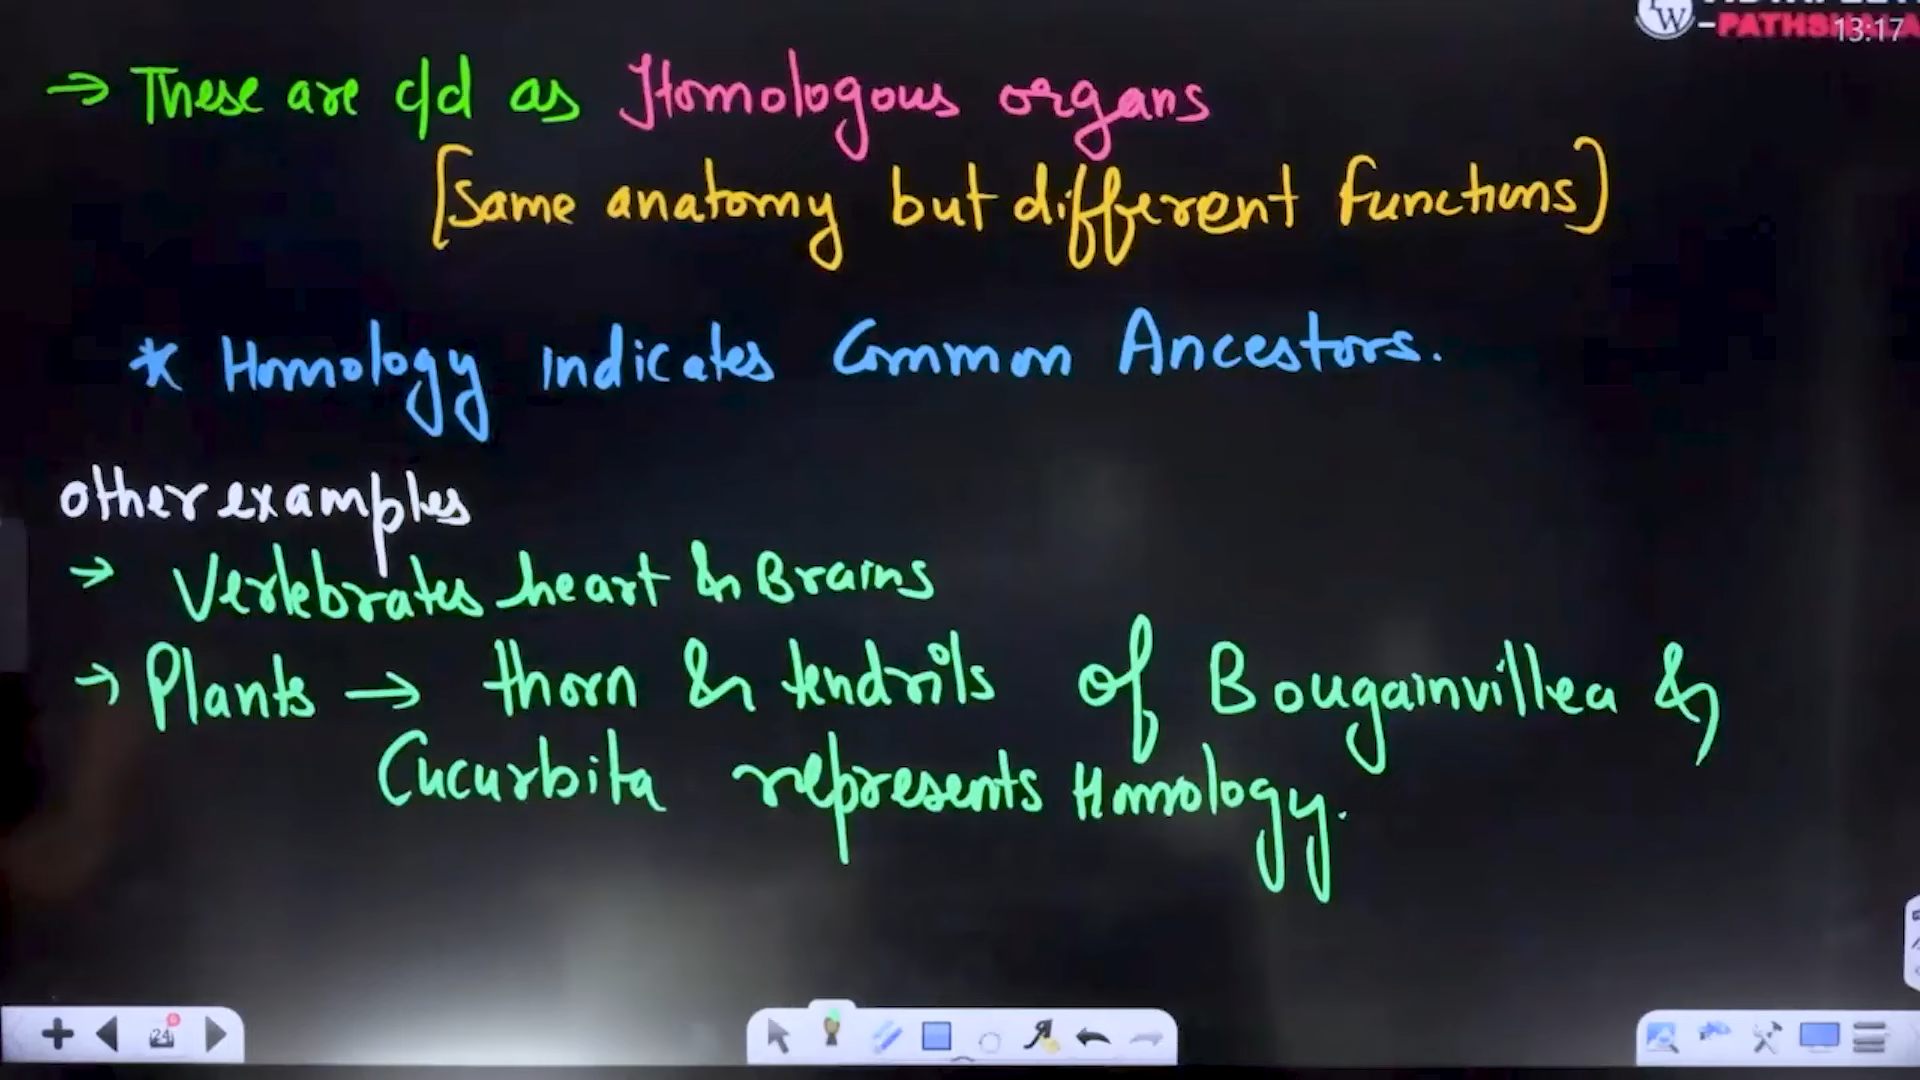 -PATHSHALA
13:17
→ These are c/d as Homologous organs
[Same anatomy but different functions]
* Homology indicates Common Ancestors.
other examples
→ Vertebrates heart & Brains
→ Plants → thorn & tendrils of Bougainvillea &
Cucurbita represents Homology.
24